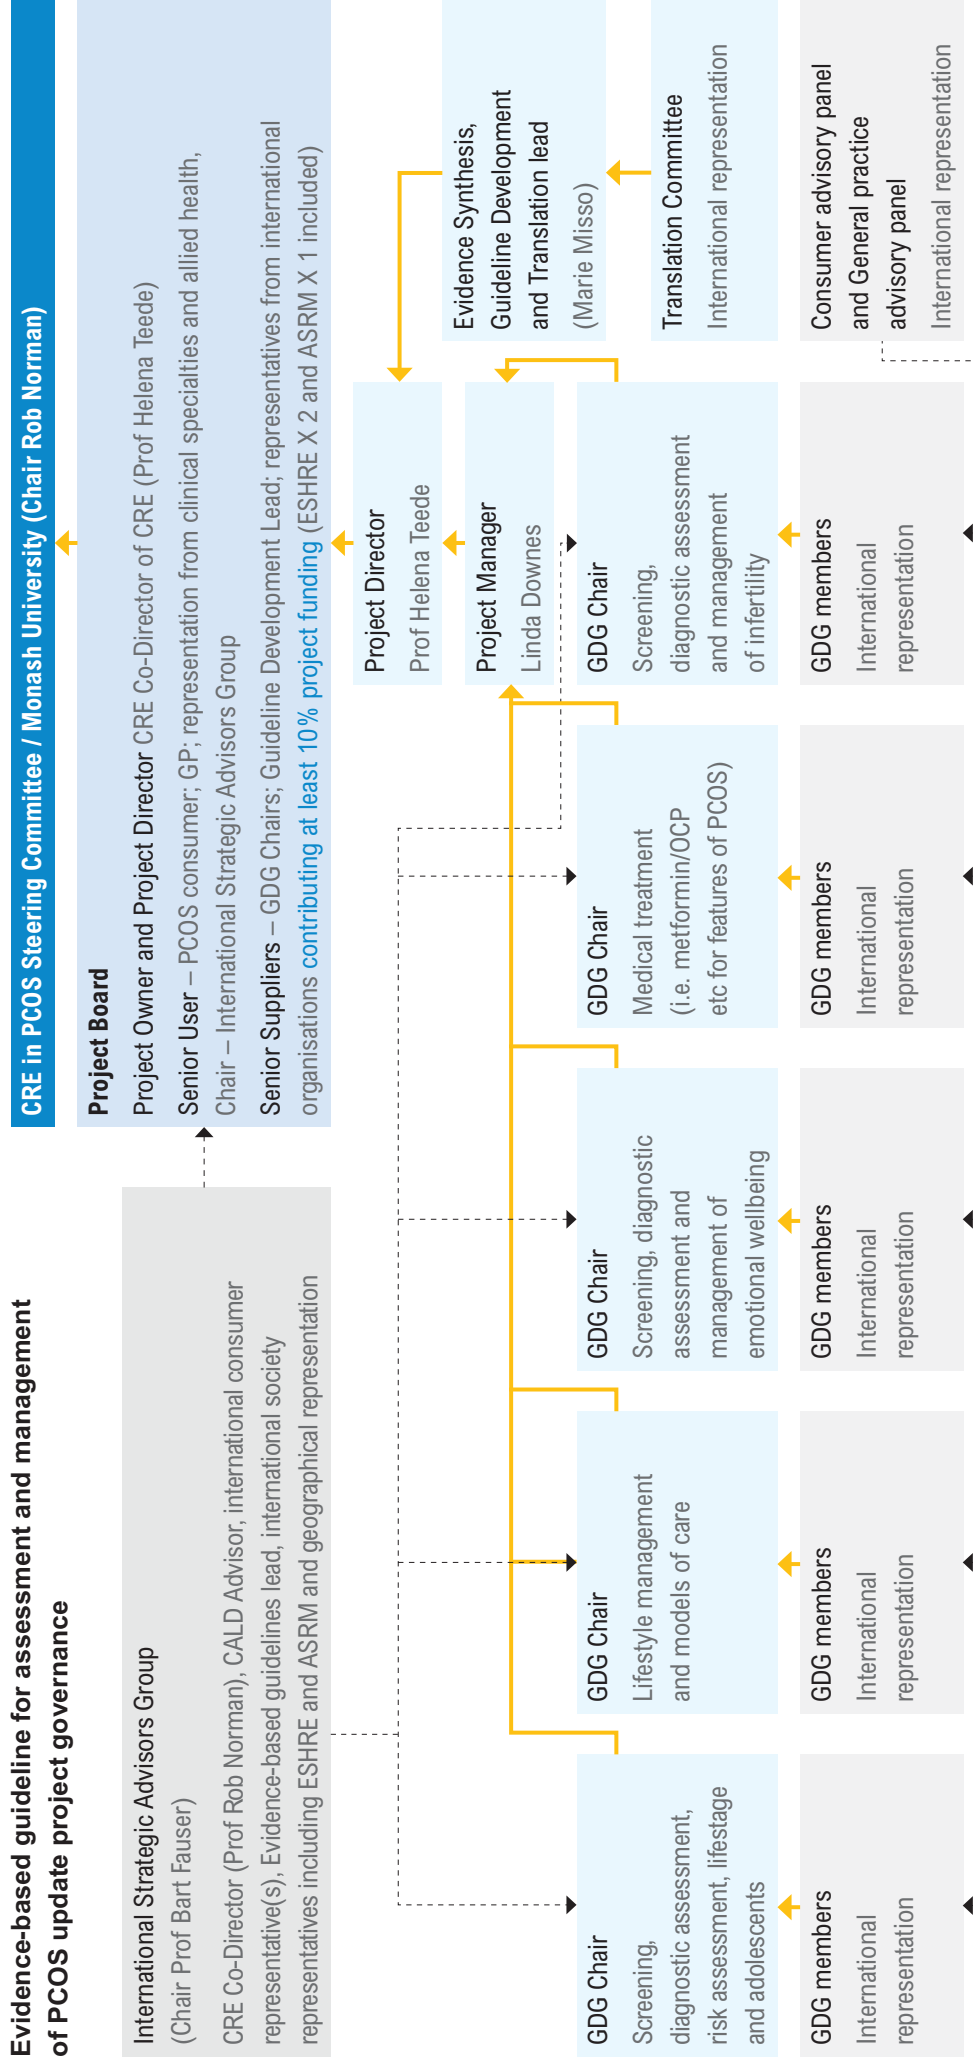 Evidence-based guideline for assessment and management
of PCOS update project governance
CRE in PCOS Steering Committee / Monash University (Chair Rob Norman)
International Strategic Advisors Group
(Chair Prof Bart Fauser)
CRE Co-Director (Prof Rob Norman), CALD Advisor, international consumer
representative(s), Evidence-based guidelines lead, international society
representatives including ESHRE and ASRM and geographical representation
Project Board
Project Owner and Project Director CRE Co-Director of CRE (Prof Helena Teede)
Senior User – PCOS consumer; GP; representation from clinical specialties and allied health,
Chair – International Strategic Advisors Group
Senior Suppliers – GDG Chairs; Guideline Development Lead; representatives from international
organisations contributing at least 10% project funding (ESHRE X 2 and ASRM X 1 included)
Project Director
Prof Helena Teede
Project Manager
Linda Downes
Evidence Synthesis,
Guideline Development
and Translation lead
(Marie Misso)
Translation Committee
International representation
GDG Chair
Screening,
diagnostic assessment,
risk assessment, lifestage
and adolescents
GDG Chair
Lifestyle management
and models of care
GDG Chair
Screening, diagnostic
assessment and
management of
emotional wellbeing
GDG Chair
Medical treatment
(i.e. metformin/OCP
etc for features of PCOS)
GDG Chair
Screening,
diagnostic assessment
and management
of infertility
GDG members
International
representation
GDG members
International
representation
GDG members
International
representation
GDG members
International
representation
GDG members
International
representation
Consumer advisory panel
and General practice
advisory panel
International representation